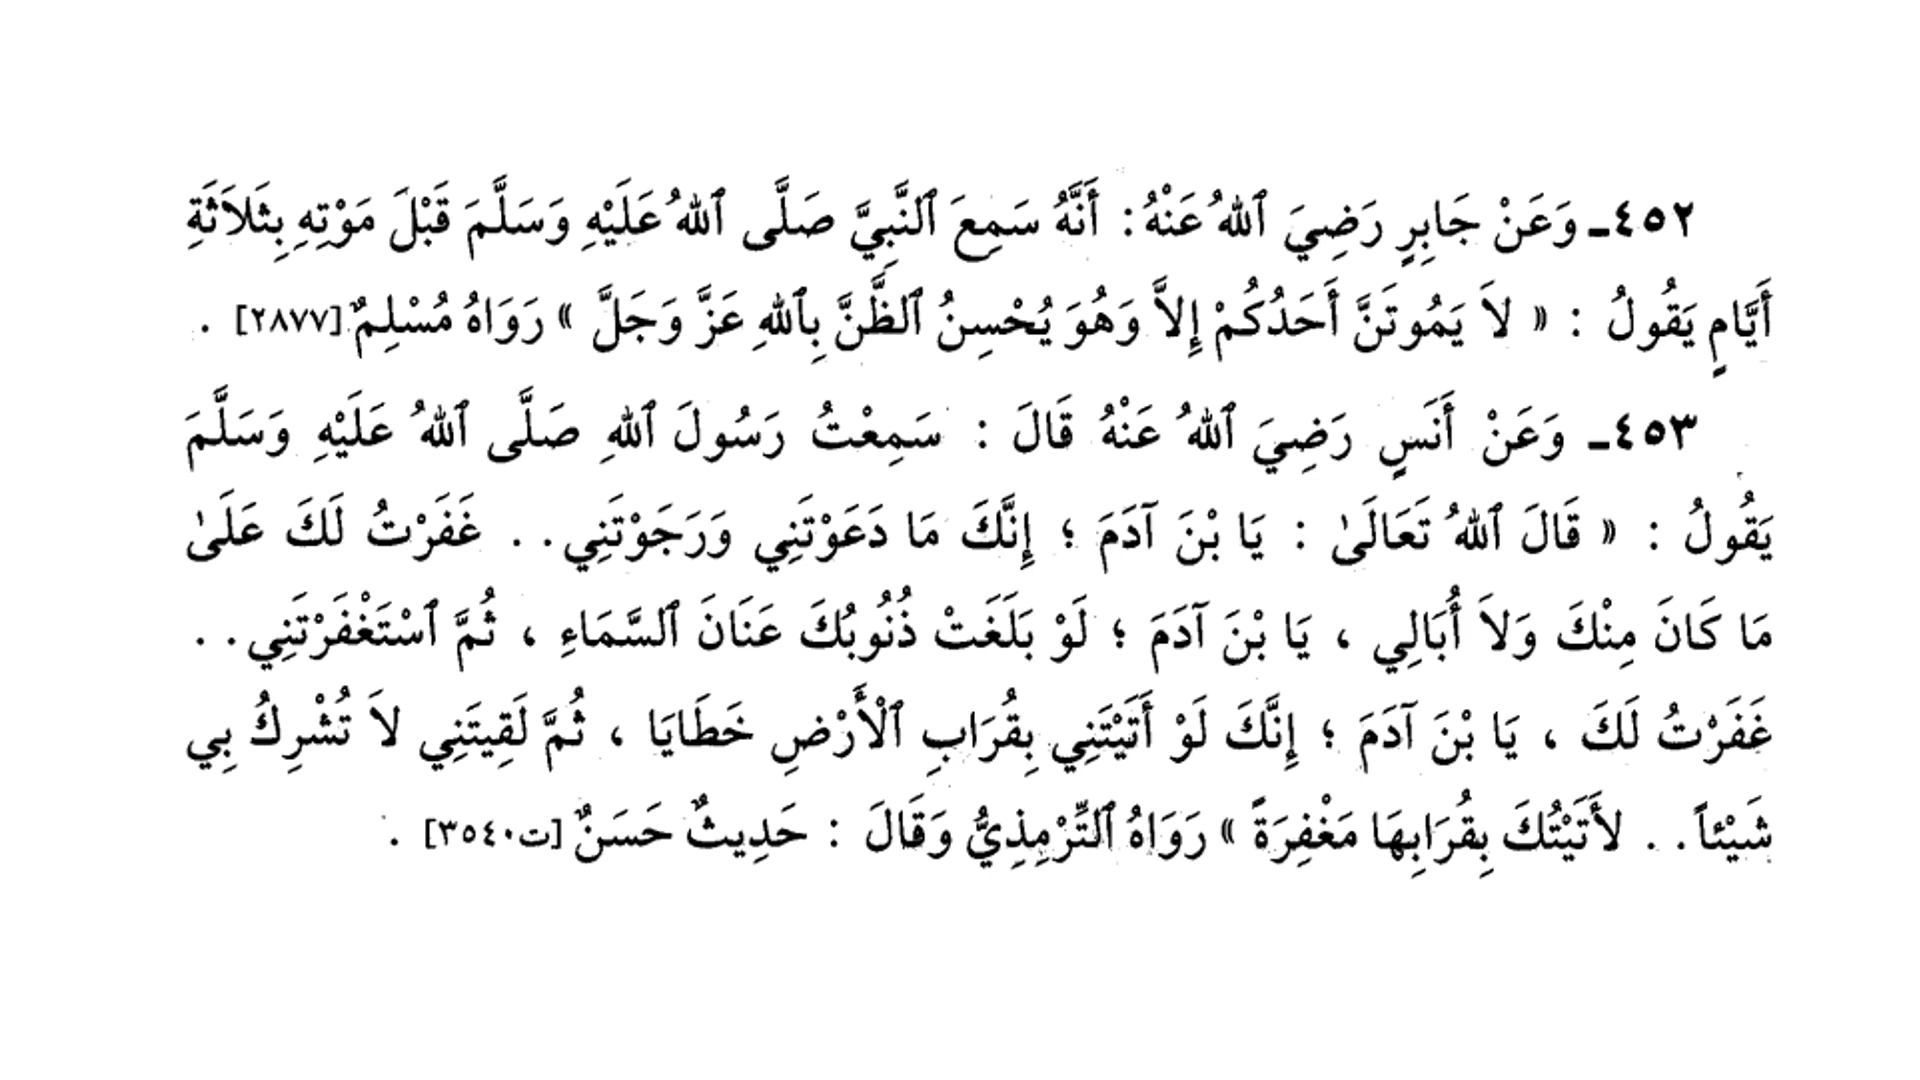 ٤٥٢ـ وَعَنْ جَابِرٍ رَضِيَ ٱللهُ عَنْهُ : أَنَّهُ سَمِعَ ٱلنَّبِيَّ صَلَّى ٱللهُ عَلَيْهِ وَسَلَّمَ قَبْلَ مَوْتِهِ بِثَلاَثَةِ
أَيَّامٍ يَقُولُ : « لاَ يَمُوتَنَّ أَحَدُكُمْ إِلاَّ وَهُوَ يُحْسِنُ ٱلظَّنَّ بِٱللهِ عَزَّ وَجَلَّ » رَوَاهُ مُسْلِمٌ [٢٨٧٧] .
٤٥٣ـ وَعَنْ أَنَسٍ رَضِيَ ٱللهُ عَنْهُ قَالَ : سَمِعْتُ رَسُولَ ٱللهِ صَلَّى ٱللهُ عَلَيْهِ وَسَلَّمَ
يَقُولُ : « قَالَ ٱللهُ تَعَالَىٰ : يَا بْنَ آدَمَ ؛ إِنَّكَ مَا دَعَوْتَنِي وَرَجَوْتَنِي . . غَفَرْتُ لَكَ عَلَىٰ
مَا كَانَ مِنْكَ وَلاَ أُبَالِي ، يَا بْنَ آدَمَ ؛ لَوْ بَلَغَتْ ذُنُوبُكَ عَنَانَ ٱلسَّمَاءِ ، ثُمَّ ٱسْتَغْفَرْتَنِي . .
غَفَرْتُ لَكَ ، يَا بْنَ آدَمَ ؛ إِنَّكَ لَوْ أَتَيْتَنِي بِقُرَابِ ٱلْأَرْضِ خَطَايَا ، ثُمَّ لَقِيتَنِي لاَ تُشْرِكُ بِي
شَيْئاً . . لأَتَيْتُكَ بِقُرَابِهَا مَغْفِرَةً » رَوَاهُ ٱلتِّرْمِذِيُّ وَقَالَ : حَدِيثٌ حَسَنٌ [ت٣٥٤٠] .